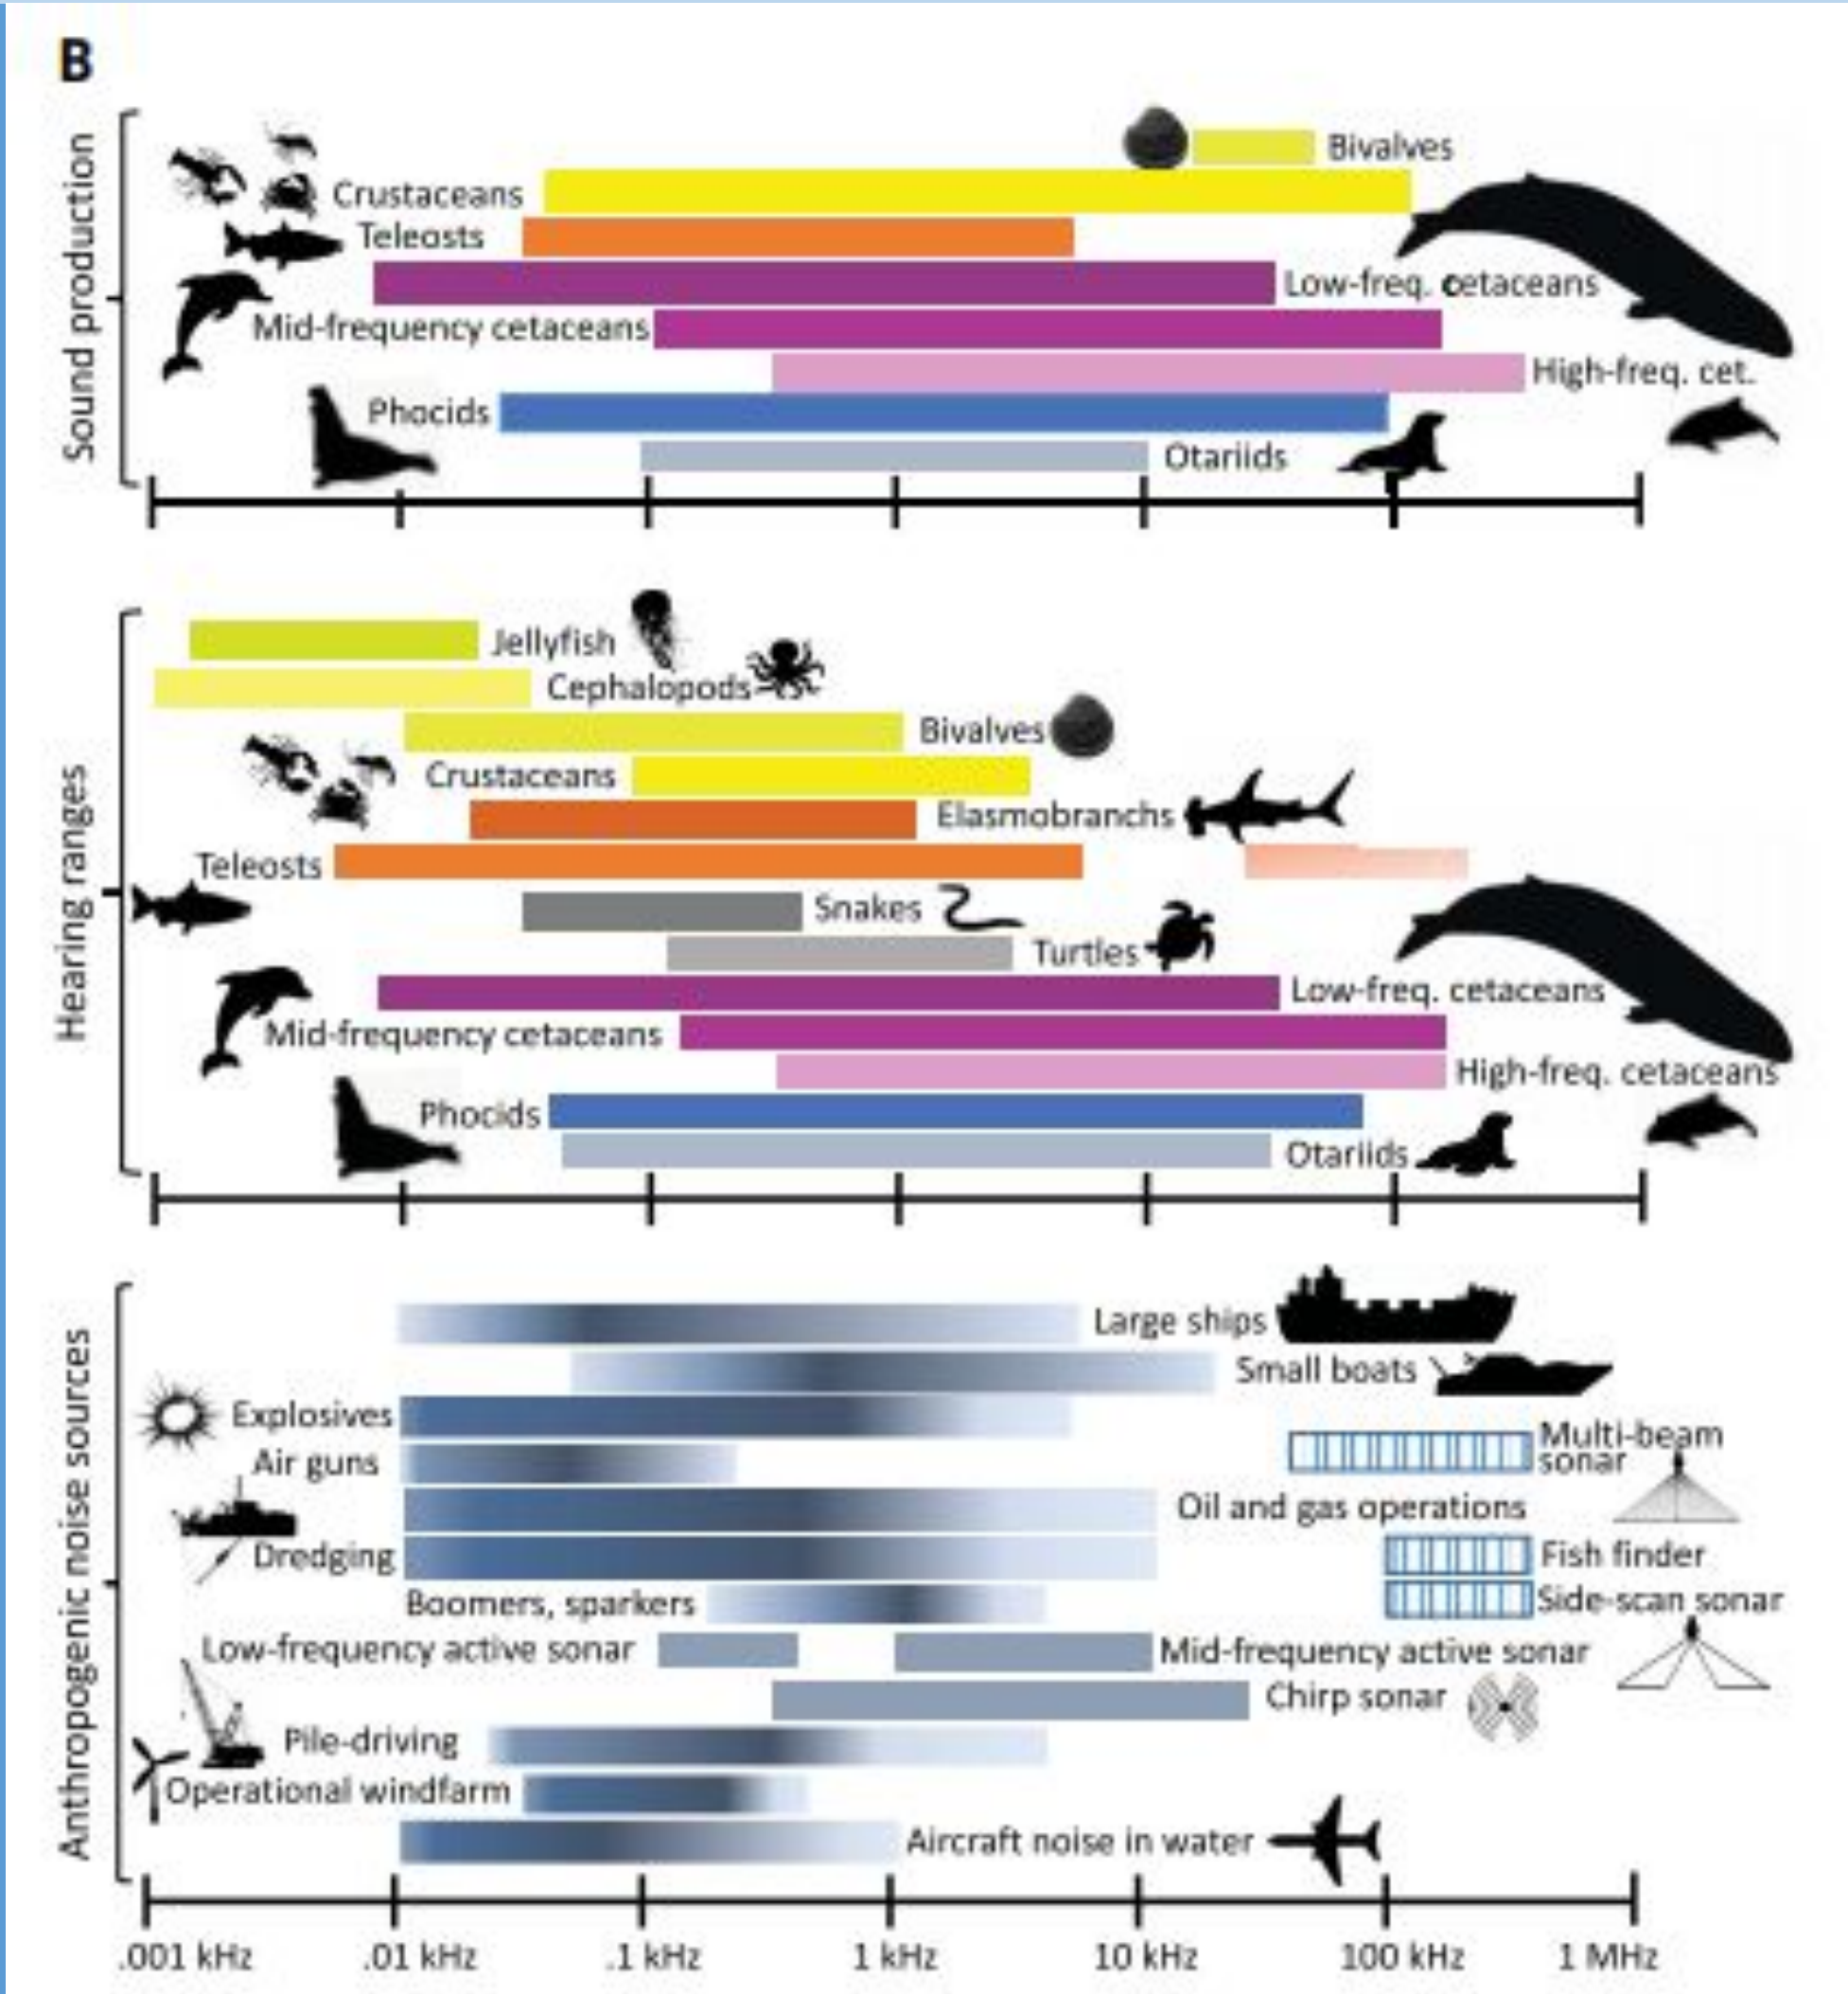 B
Sound production
Bivalves
Crustaceans
Teleosts
Low-freq. cetaceans
Mid-frequency cetaceans
High-freq. cet.
Phocids
Otariids
Hearing ranges
Jellyfish
Cephalopods
Bivalves
Crustaceans
Elasmobranchs
Teleosts
Snakes
Turtles
Low-freq. cetaceans
Mid-frequency cetaceans
High-freq. cetaceans
Phocids
Otariids
Anthropogenic noise sources
Large ships
Small boats
Explosives
Multi-beam
sonar
Air guns
Oil and gas operations
Dredging
Fish finder
Boomers, sparkers
Side-scan sonar
Low-frequency active sonar
Mid-frequency active sonar
Chirp sonar
Pile-driving
Operational windfarm
Aircraft noise in water
.001 kHz .01 kHz .1 kHz 1 kHz 10 kHz 100 kHz 1 MHz